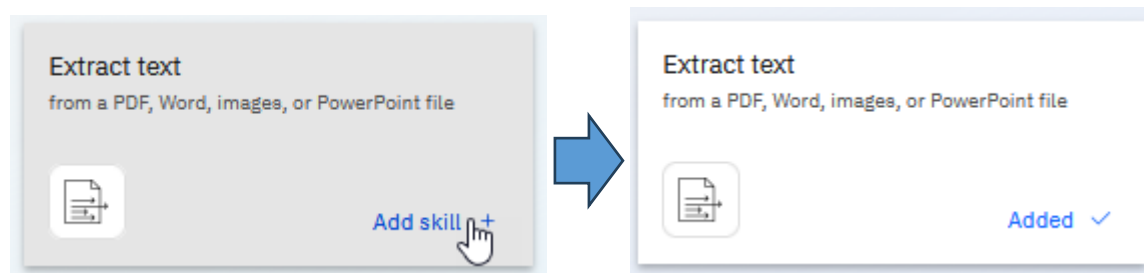 Extract text
from a PDF, Word, images, or PowerPoint file
Add skill +
Extract text
from a PDF, Word, images, or PowerPoint file
Added